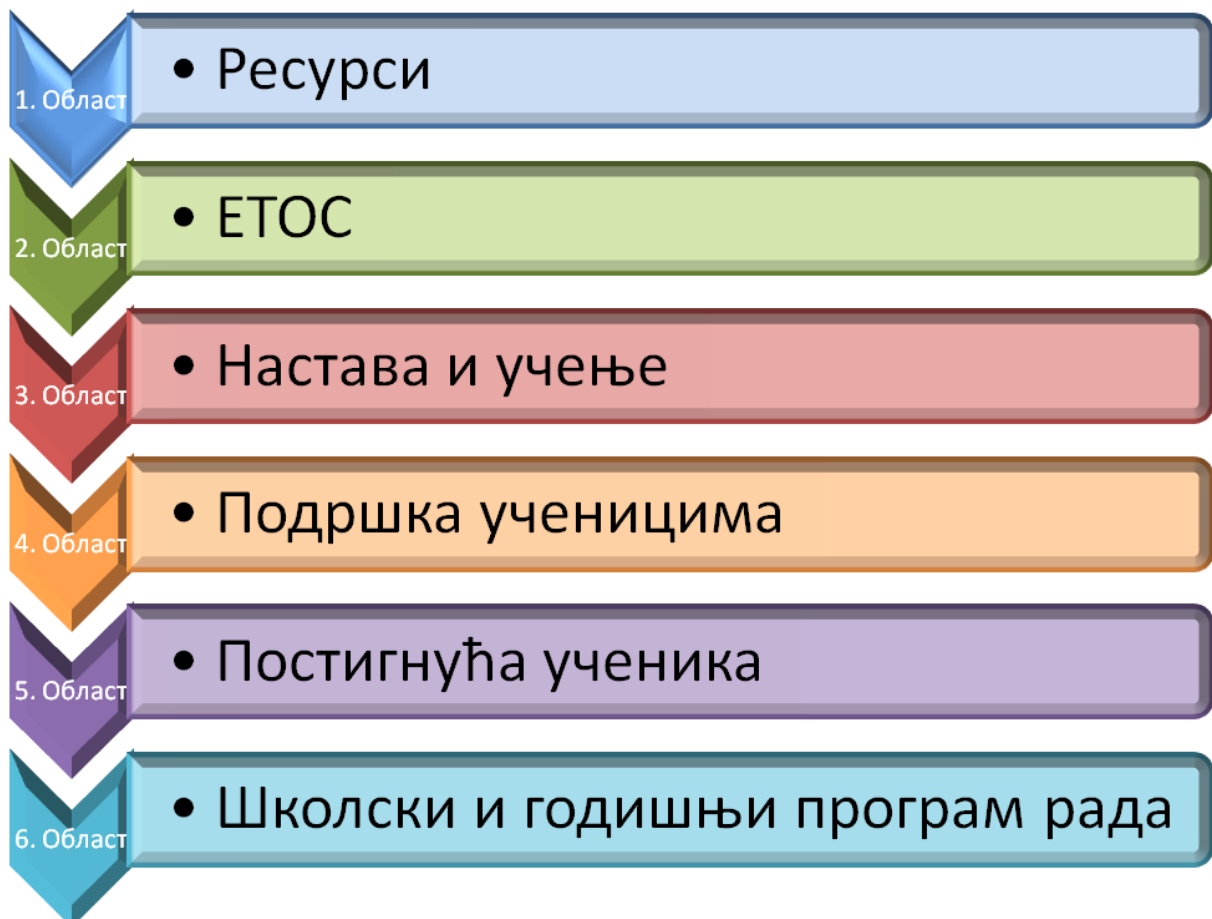 1. Област
• Ресурси
2. Област
• ЕТОС
3. Област
• Настава и учење
4. Област
• Подршка ученицима
5. Област
• Постигнућа ученика
6. Област
• Школски и годишњи програм рада